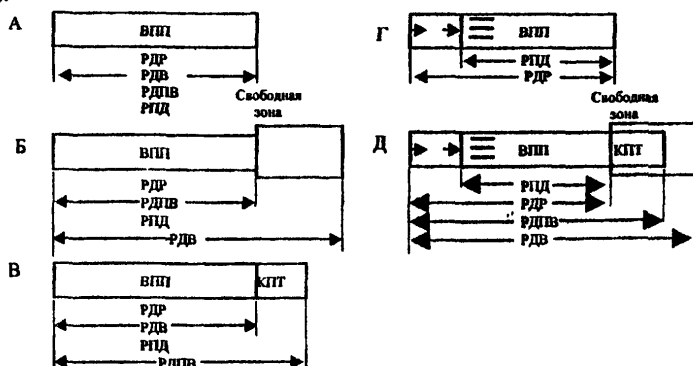 А
ВПП
РДР
РДВ
РДПВ
РПД
Свободная
зона
Б
ВПП
РДР
РДПВ
РПД
РДВ
В
ВПП
КПТ
РДР
РДВ
РПД
РДПВ
Г
ВПП
РПД
РДР
Свободная
зона
Д
ВПП
КПТ
РПД
РДР
РДПВ
РДВ